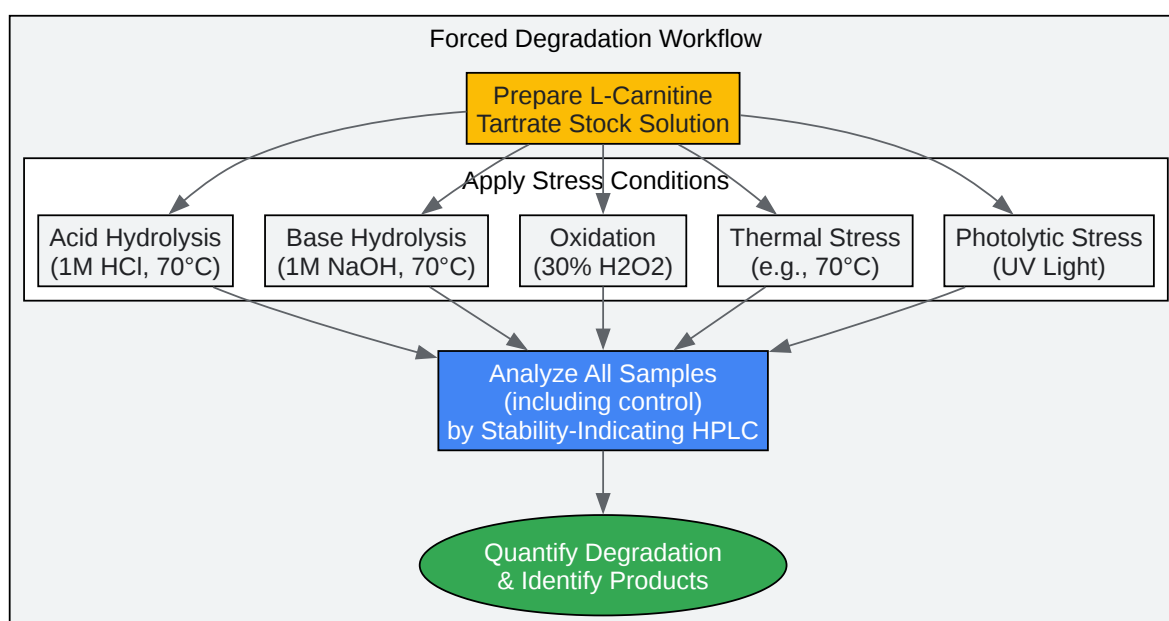 Forced Degradation Workflow
Prepare L-Carnitine
Tartrate Stock Solution
Apply Stress Conditions
Acid Hydrolysis
(1M HCl, 70°C)
Base Hydrolysis
(1M NaOH, 70°C)
Oxidation
(30% H2O2)
Thermal Stress
(e.g., 70°C)
Photolytic Stress
(UV Light)
Analyze All Samples
(including control)
by Stability-Indicating HPLC
Quantify Degradation
& Identify Products